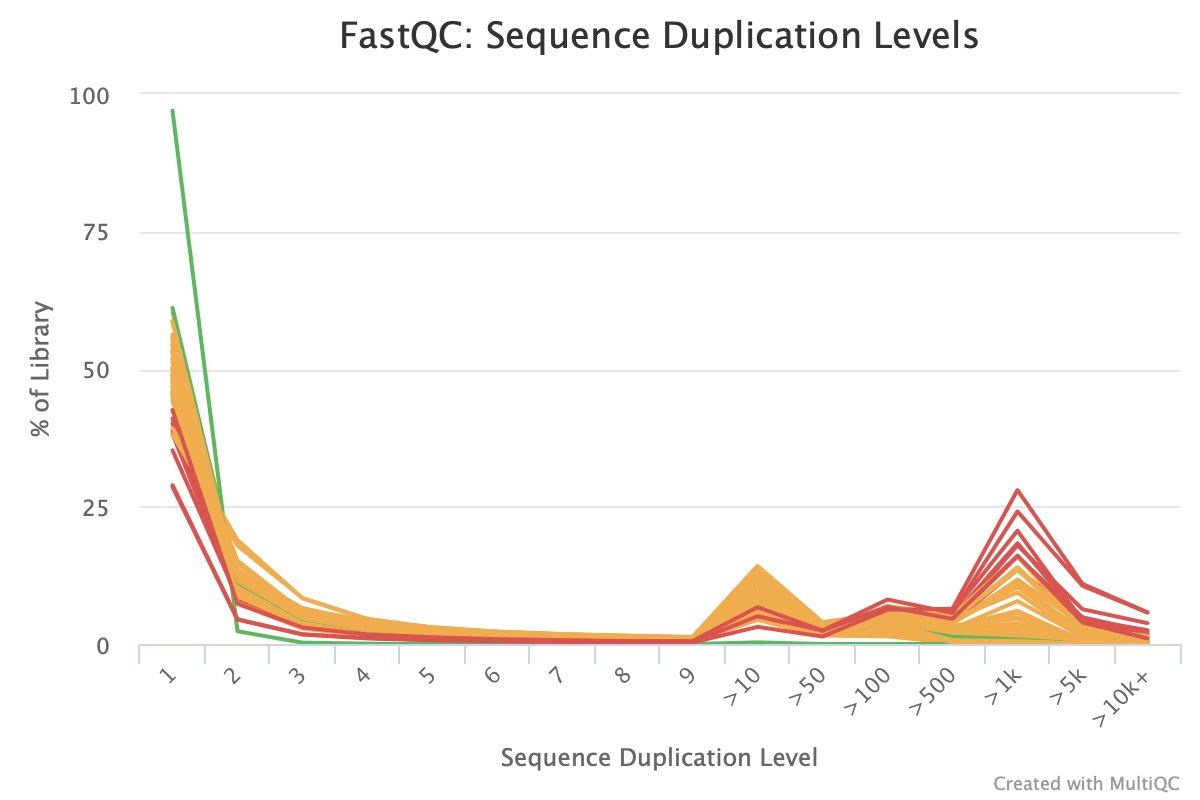 FastQC: Sequence Duplication Levels
100
75
50
25
0
% of Library
1 2 3 4 5 6 7 8 9 >10 >50 >100 >500 >1k >5k >10k+
Sequence Duplication Level
Created with MultiQC